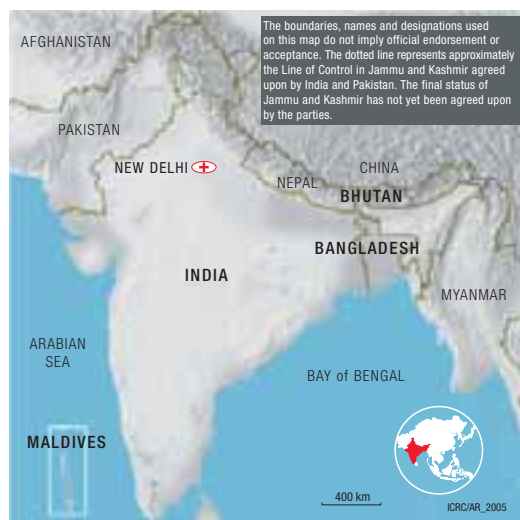 The boundaries, names and designations used
on this map do not imply official endorsement or
acceptance. The dotted line represents approximately
the Line of Control in Jammu and Kashmir agreed
upon by India and Pakistan. The final status of
Jammu and Kashmir has not yet been agreed upon
by the parties.
AFGHANISTAN
PAKISTAN
NEW DELHI
CHINA
NEPAL
BHUTAN
BANGLADESH
INDIA
MYANMAR
ARABIAN
SEA
BAY of BENGAL
MALDIVES
400 km
ICRC/AR_2005